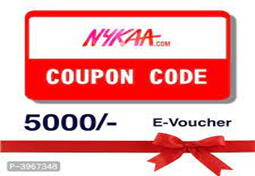 NYKAA.COM
COUPON CODE
5000/- E-Voucher
P-3967348